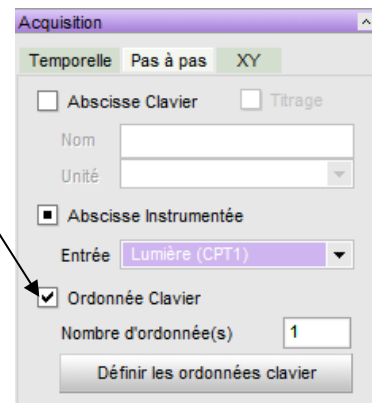 Acquisition
Temporelle Pas à pas XY
Abscisse Clavier Titrage
Nom
Unité
Abscisse Instrumentée
Entrée Lumière (CPT1)
Ordonnée Clavier
Nombre d'ordonnée(s) 1
Définir les ordonnées clavier